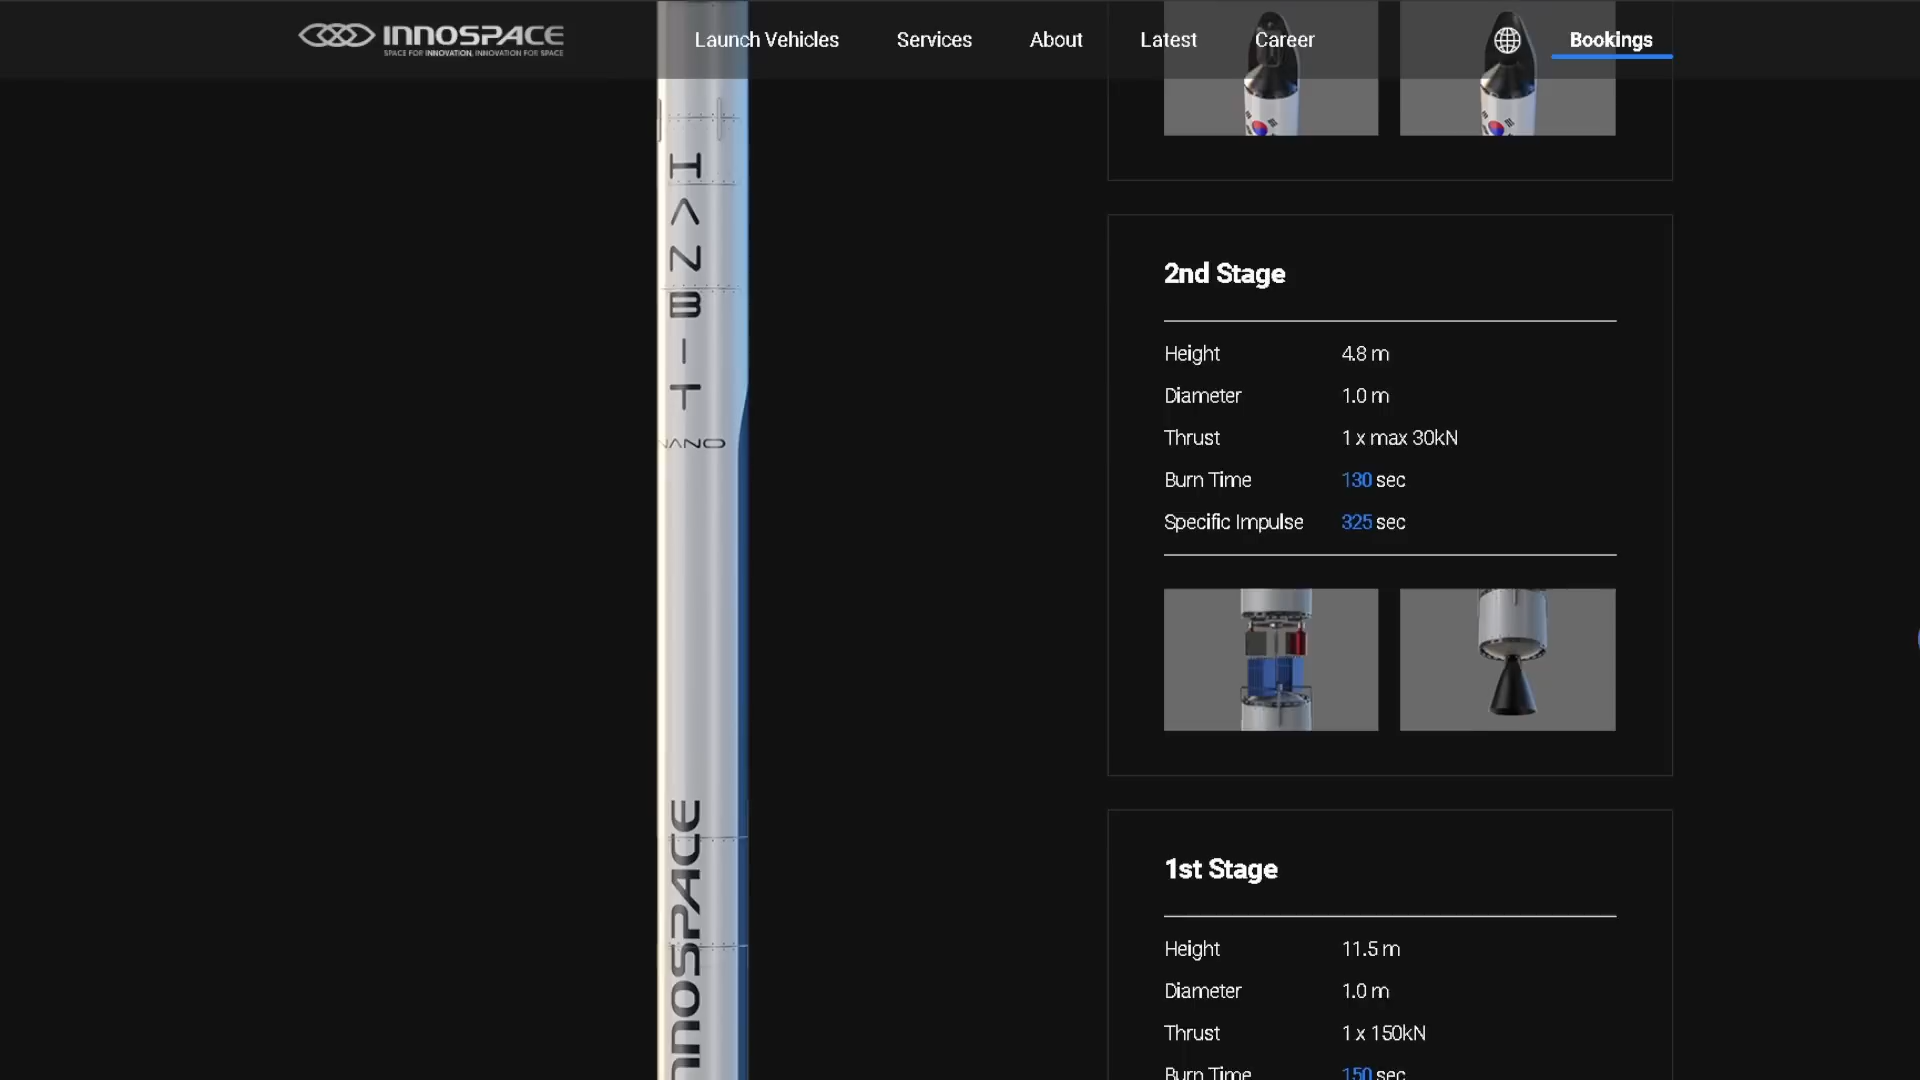 INNOSPACE
SPACE FOR INNOVATION, INNOVATION FOR SPACE
Launch Vehicles
Services
About
Latest
Career
Bookings
HANBIT
NANO
INNOSPACE
2nd Stage
Height 4.8 m
Diameter 1.0 m
Thrust 1 x max 30kN
Burn Time 130 sec
Specific Impulse 325 sec
1st Stage
Height 11.5 m
Diameter 1.0 m
Thrust 1 x 150kN
Burn Time 150 sec